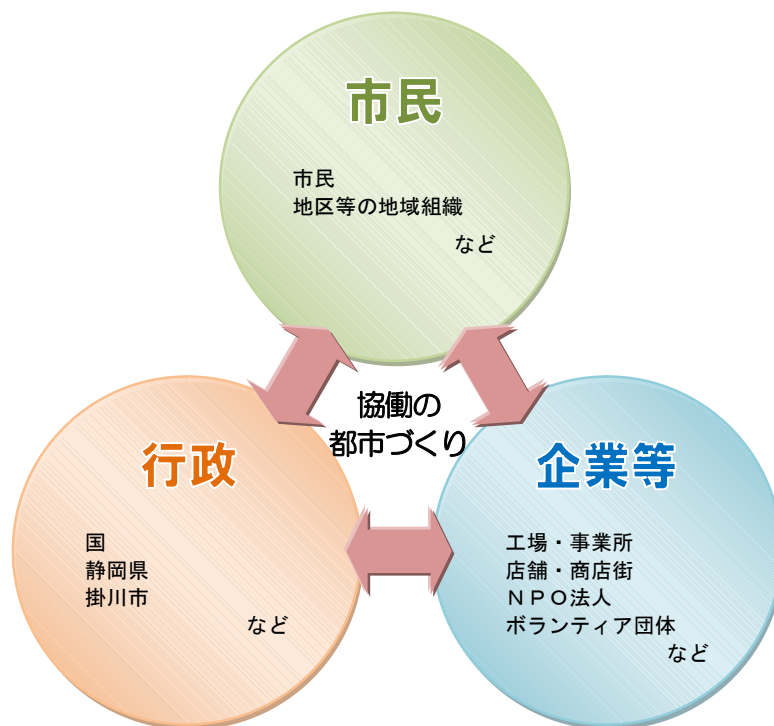 市民
市民
地区等の地域組織
など
協働の
都市づくり
行政
国
静岡県
掛川市
など
企業等
工場・事業所
店舗・商店街
ＮＰＯ法人
ボランティア団体
など